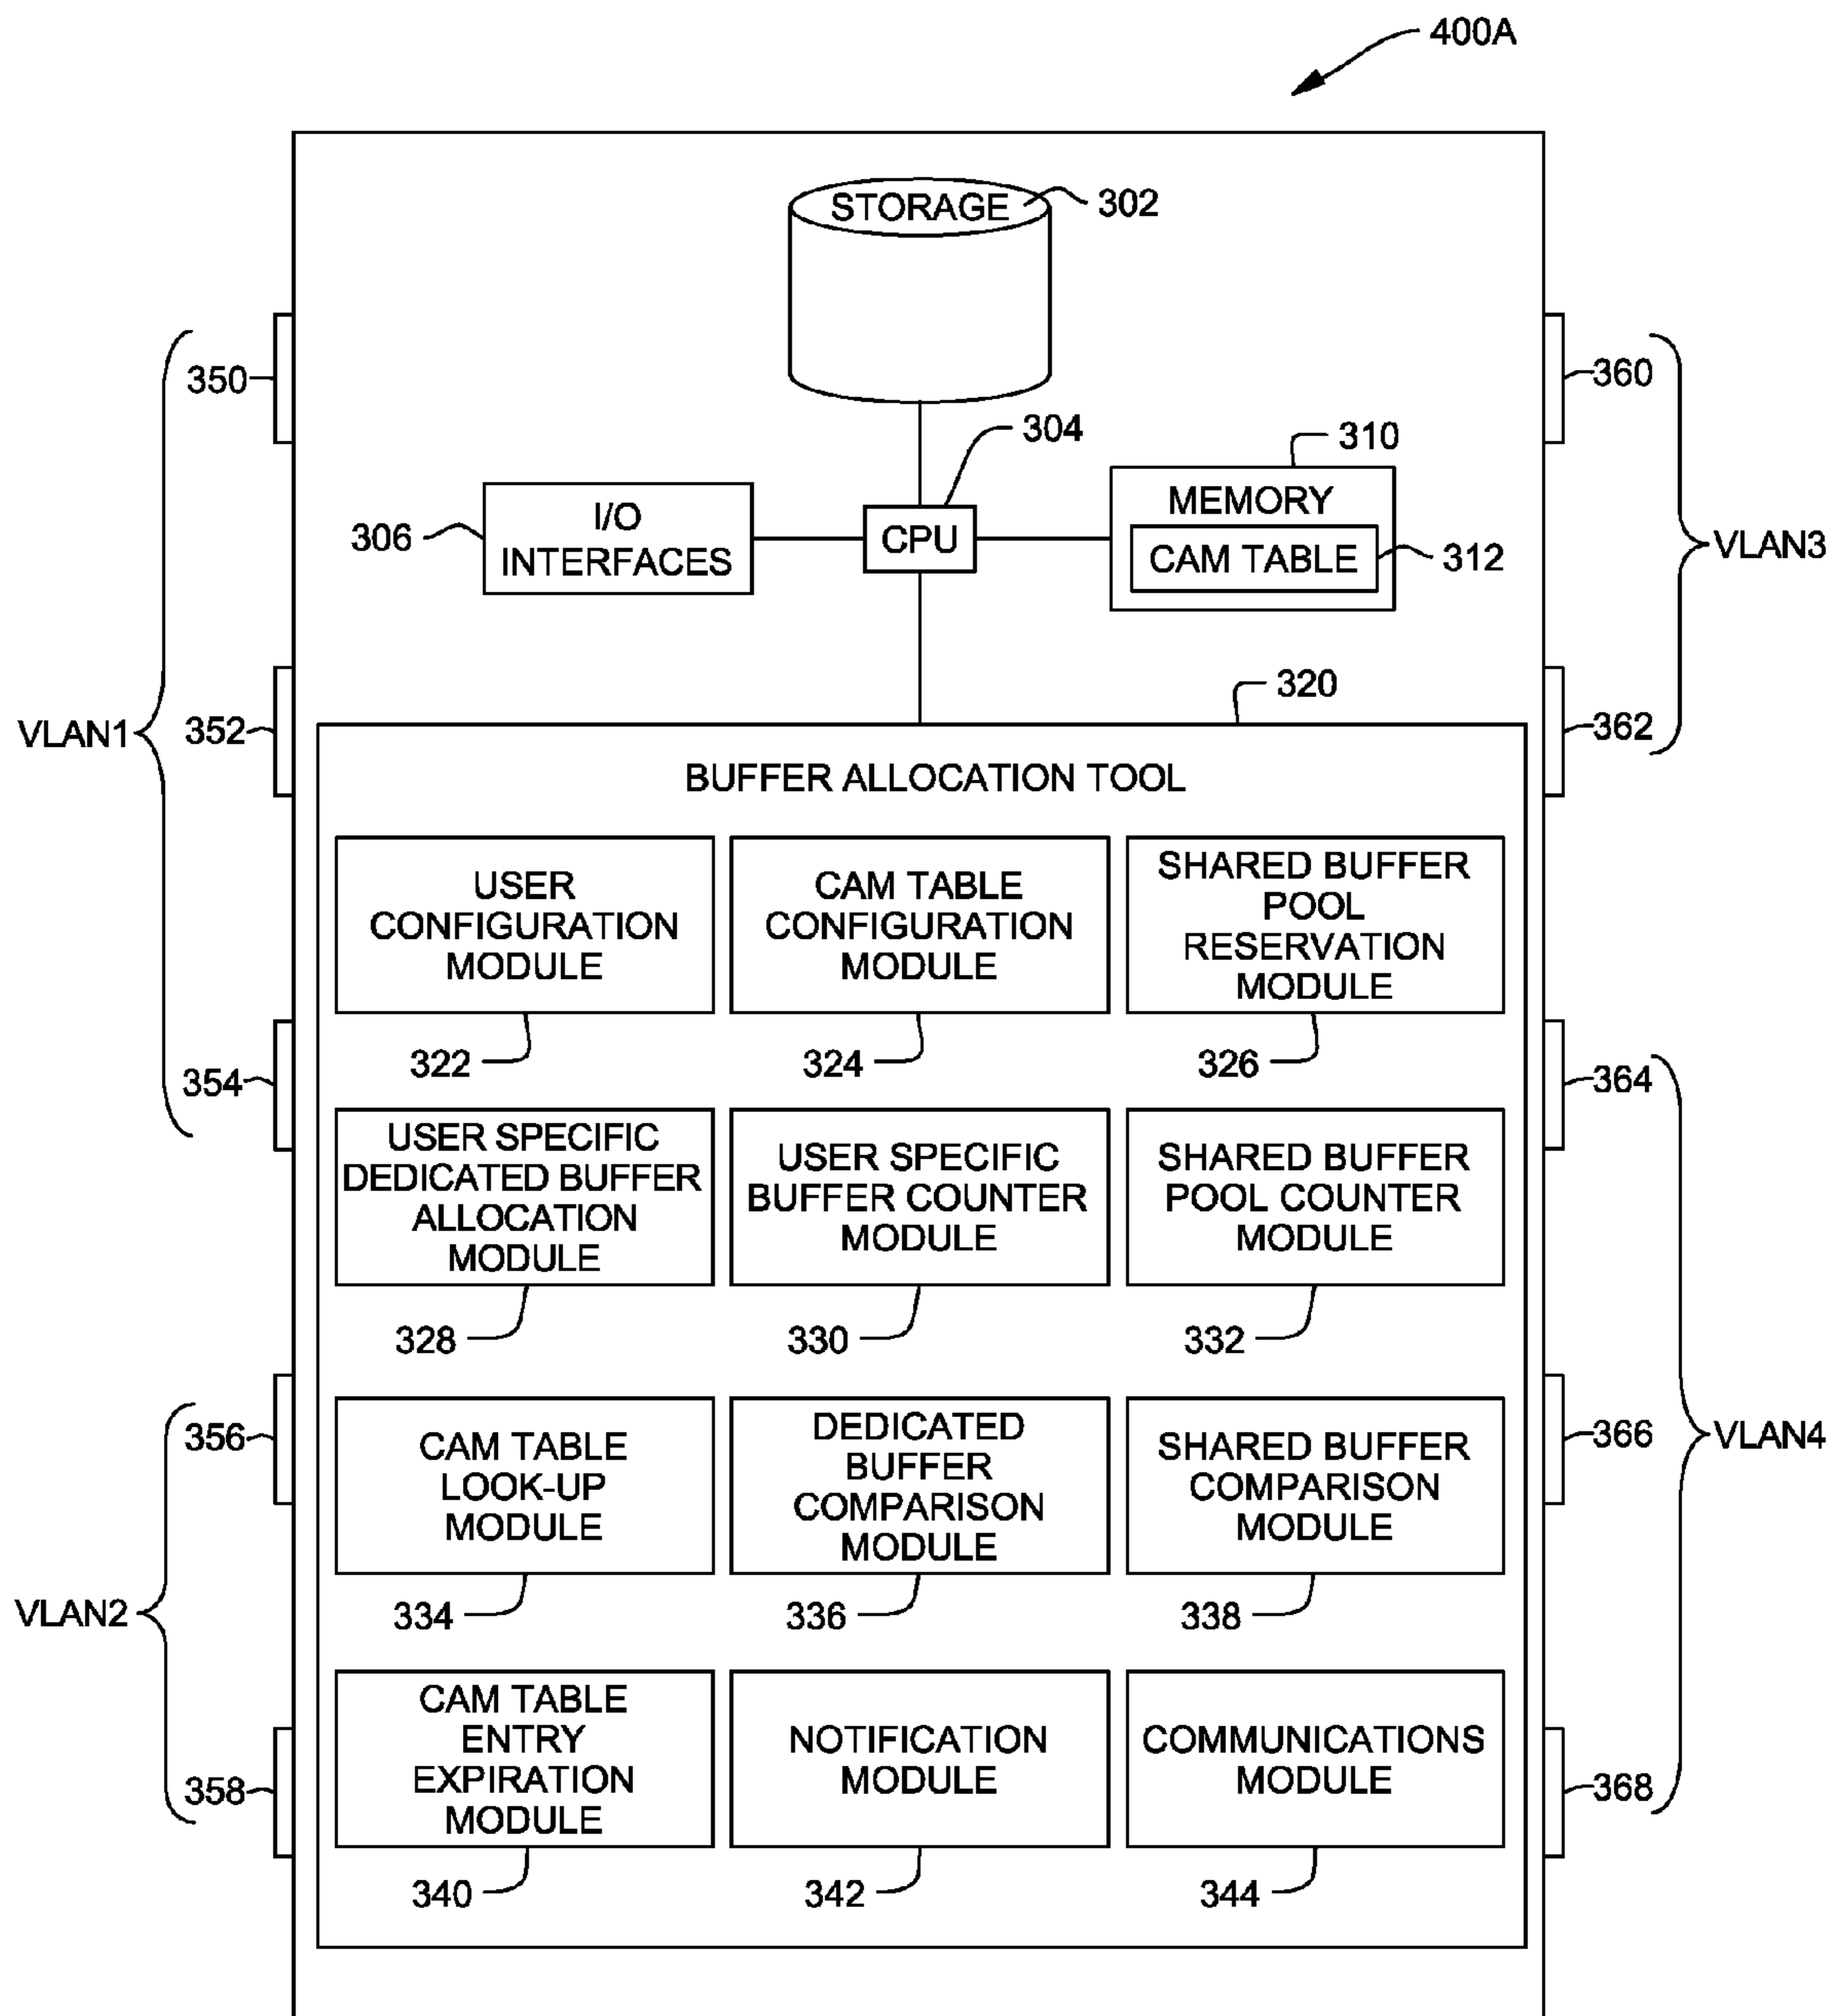 400A
STORAGE
302
350
360
304
310
I/O
INTERFACES
306
CPU
MEMORY
CAM TABLE
312
VLAN3
320
VLAN1
352
362
BUFFER ALLOCATION TOOL
USER
CONFIGURATION
MODULE
322
CAM TABLE
CONFIGURATION
MODULE
324
SHARED BUFFER
POOL
RESERVATION
MODULE
326
354
364
USER SPECIFIC
DEDICATED BUFFER
ALLOCATION
MODULE
328
USER SPECIFIC
BUFFER COUNTER
MODULE
330
SHARED BUFFER
POOL COUNTER
MODULE
332
356
366
VLAN4
CAM TABLE
LOOK-UP
MODULE
334
DEDICATED
BUFFER
COMPARISON
MODULE
336
SHARED BUFFER
COMPARISON
MODULE
338
VLAN2
358
368
CAM TABLE
ENTRY
EXPIRATION
MODULE
340
NOTIFICATION
MODULE
342
COMMUNICATIONS
MODULE
344